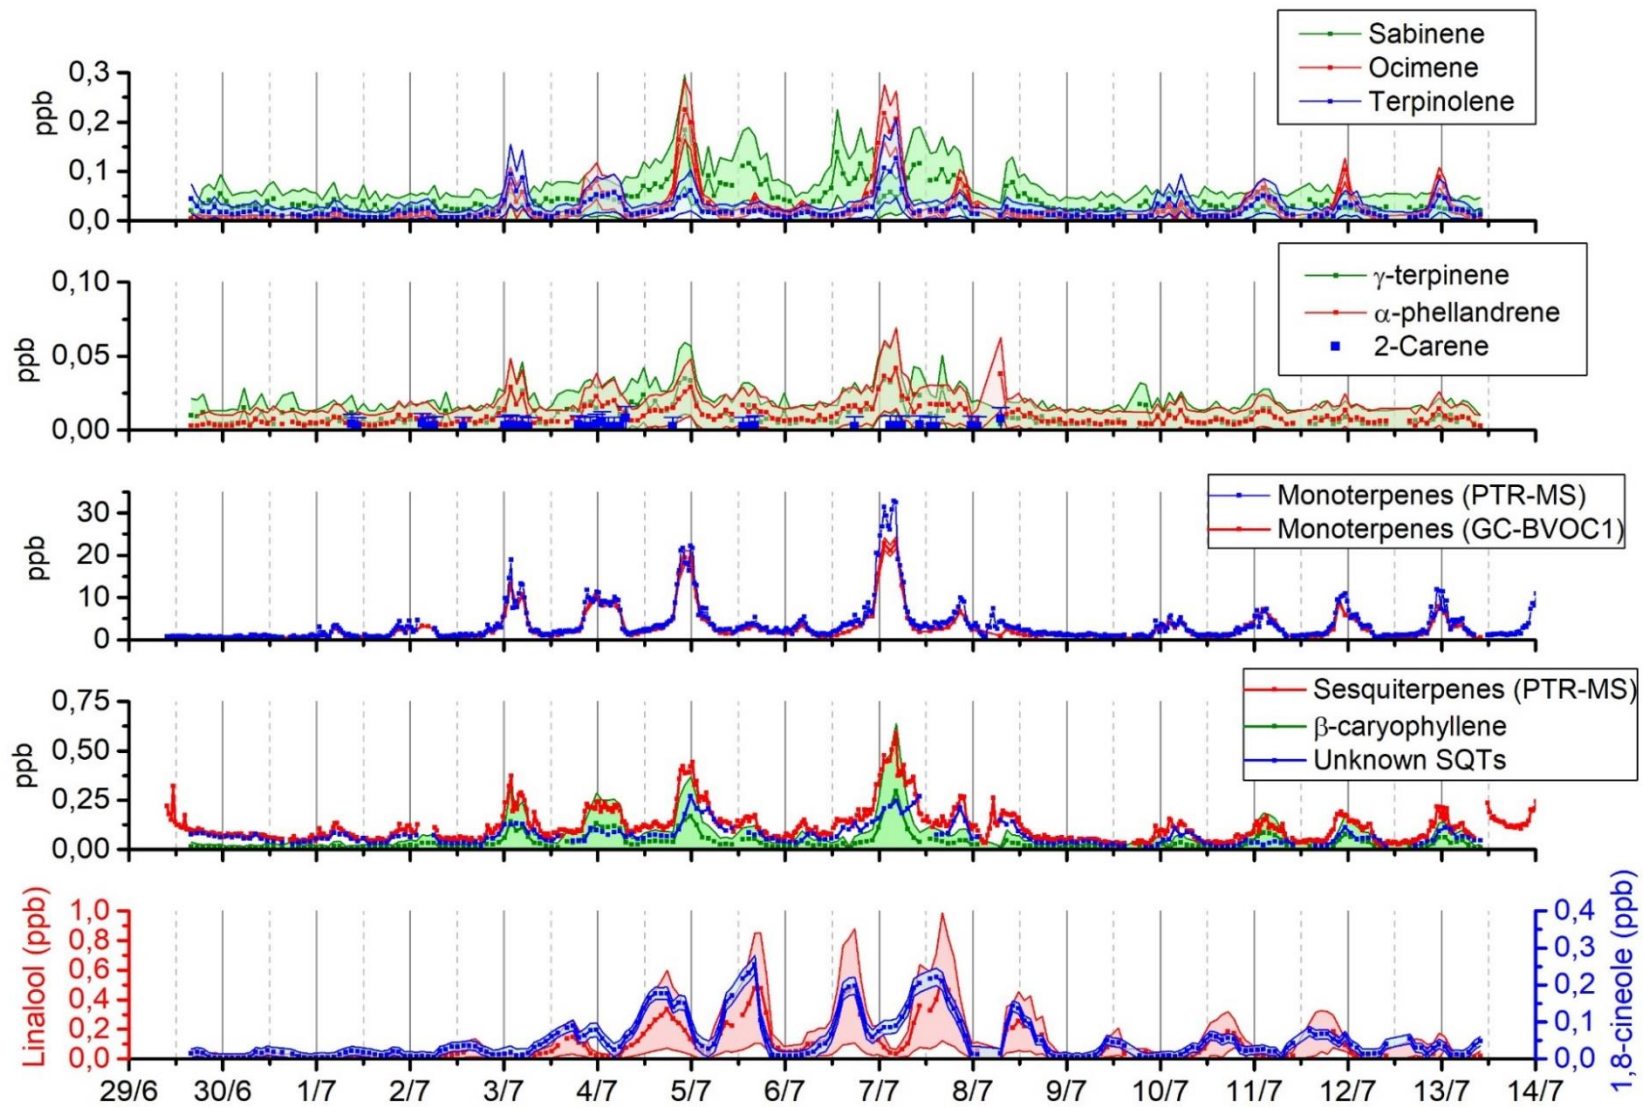 Sabinene
Ocimene
Terpinolene
0,3
0,2
0,1
0,0
ppb
γ-terpinene
α-phellandrene
2-Carene
0,10
0,05
0,00
ppb
Monoterpenes (PTR-MS)
Monoterpenes (GC-BVOC1)
30
20
10
0
ppb
Sesquiterpenes (PTR-MS)
β-caryophyllene
Unknown SQTs
0,75
0,50
0,25
0,00
ppb
Linalool (ppb)
1,0
0,8
0,6
0,4
0,2
0,0
0,4
0,3
0,2
0,1
0,0
1,8-cineole (ppb)
29/6 30/6 1/7 2/7 3/7 4/7 5/7 6/7 7/7 8/7 9/7 10/7 11/7 12/7 13/7 14/7